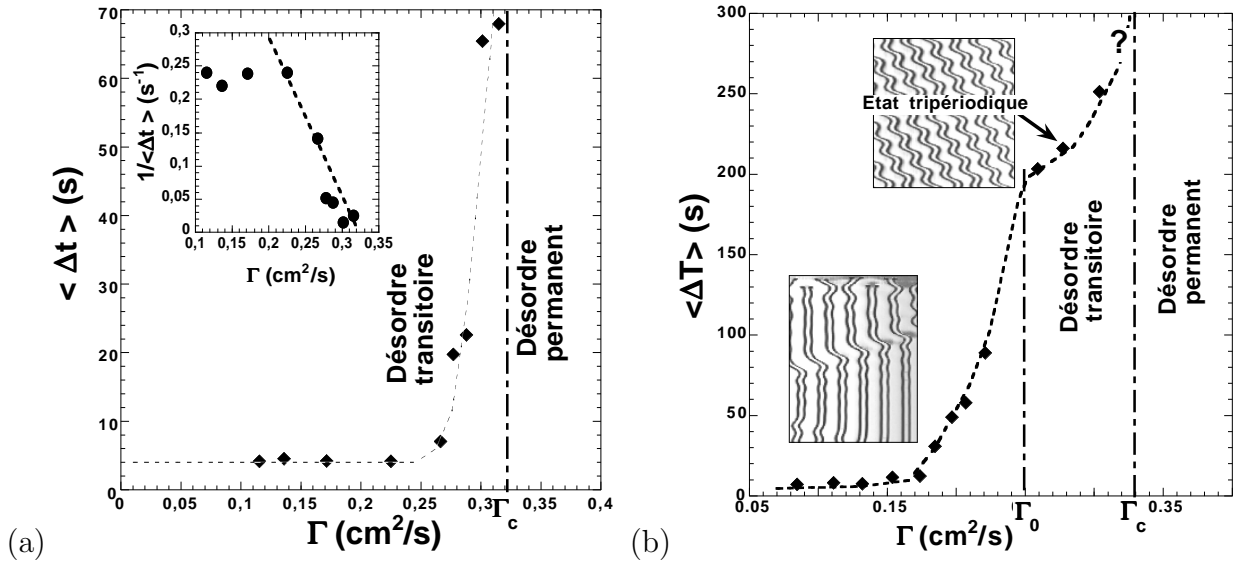 70
60
50
40
30
20
10
0
< Δt > (s)
0,3
0,25
0,2
0,15
0,1
0,05
0
1/<Δt > (s⁻¹)
0,1 0,15 0,2 0,25 0,3 0,35
Γ (cm²/s)
Désordre
transitoire
Désordre
permanent
0 0,05 0,1 0,15 0,2 0,25 0,3 0,35 0,4
Γc
Γ (cm²/s)
(a)
300
250
200
150
100
50
0
<ΔT> (s)
?
Etat tripériodique
Désordre
transitoire
Désordre
permanent
0.05 0.15 0.35
Γ0 Γc
Γ (cm²/s)
(b)